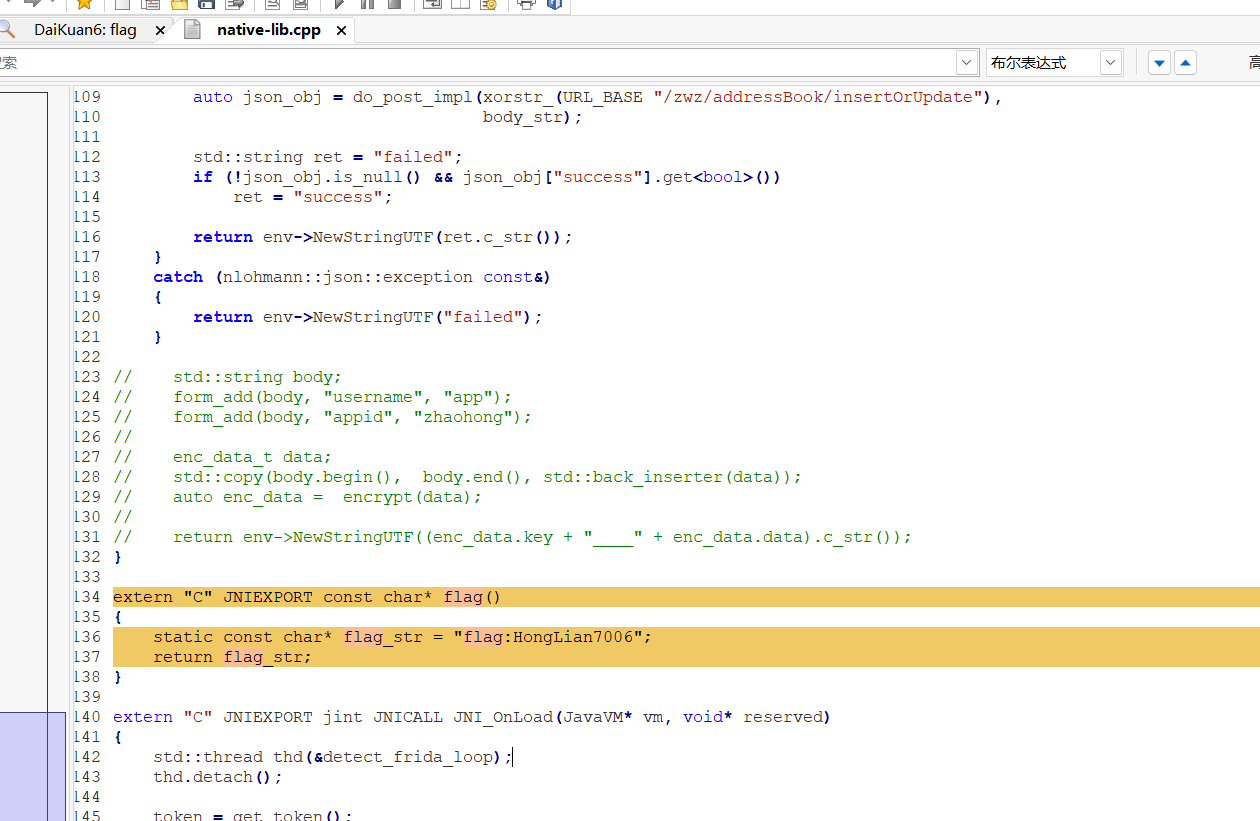 DaiKuan6: flag
native-lib.cpp
索
布尔表达式
高
109 auto json_obj = do_post_impl(xorstr_(URL_BASE "/zwz/addressBook/insertOrUpdate"),
110 body_str);
111
112 std::string ret = "failed";
113 if (!json_obj.is_null() && json_obj["success"].get<bool>())
114 ret = "success";
115
116 return env->NewStringUTF(ret.c_str());
117 }
118 catch (nlohmann::json::exception const&)
119 {
120 return env->NewStringUTF("failed");
121 }
122
123 // std::string body;
124 // form_add(body, "username", "app");
125 // form_add(body, "appid", "zhaohong");
126 //
127 // enc_data_t data;
128 // std::copy(body.begin(), body.end(), std::back_inserter(data));
129 // auto enc_data = encrypt(data);
130 //
131 // return env->NewStringUTF((enc_data.key + "____" + enc_data.data).c_str());
132 }
133
134 extern "C" JNIEXPORT const char* flag()
135 {
136 static const char* flag_str = "flag:HongLian7006";
137 return flag_str;
138 }
139
140 extern "C" JNIEXPORT jint JNICALL JNI_OnLoad(JavaVM* vm, void* reserved)
141 {
142 std::thread thd(&detect_frida_loop);
143 thd.detach();
144
145 token = get_token();